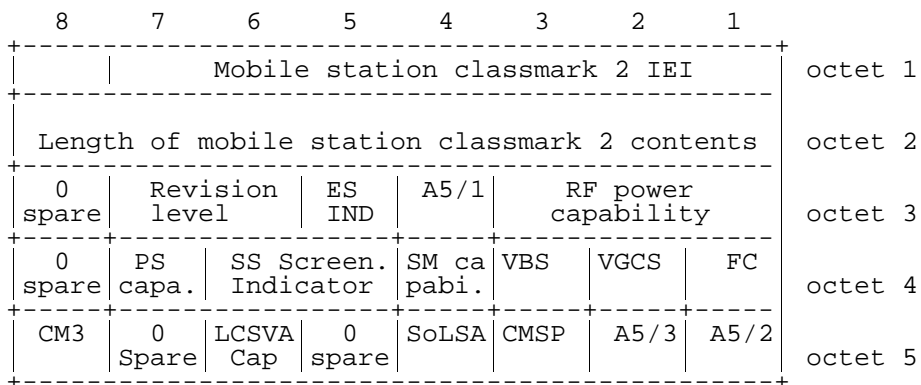 8 7 6 5 4 3 2 1
Mobile station classmark 2 IEI octet 1
Length of mobile station classmark 2 contents octet 2
0 Revision ES A5/1 RF power
spare level IND capability octet 3
0 PS SS Screen. SM ca VBS VGCS FC
spare capa. Indicator pabi. octet 4
CM3 0 LCSVA 0 SoLSA CMSP A5/3 A5/2
Spare Cap spare octet 5